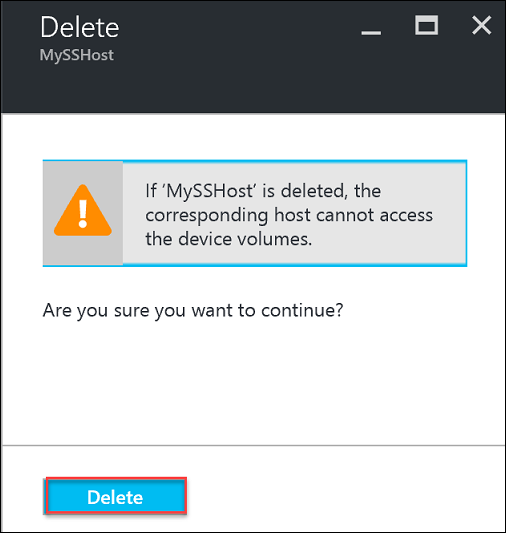 Delete
MySSHost
If ‘MySSHost’ is deleted, the
corresponding host cannot access
the device volumes.
Are you sure you want to continue?
Delete